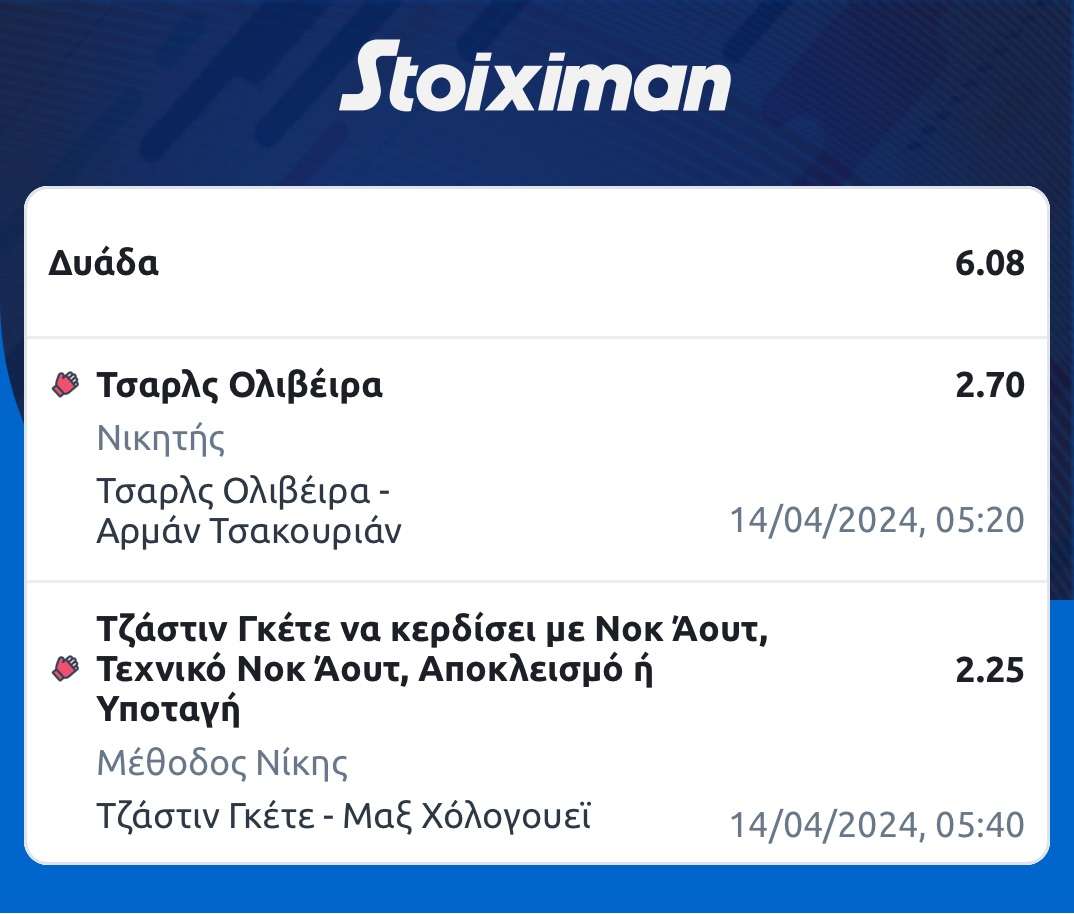 Stoiximan
Δυάδα 6.08
Τσαρλς Ολιβέιρα 2.70
Νικητής
Τσαρλς Ολιβέιρα -
Αρμάν Τσακουριάν
14/04/2024, 05:20
Τζάστιν Γκέτε να κερδίσει με Νοκ Άουτ,
Τεχνικό Νοκ Άουτ, Αποκλεισμό ή 2.25
Υποταγή
Μέθοδος Νίκης
Τζάστιν Γκέτε - Μαξ Χόλογουεϊ 14/04/2024, 05:40